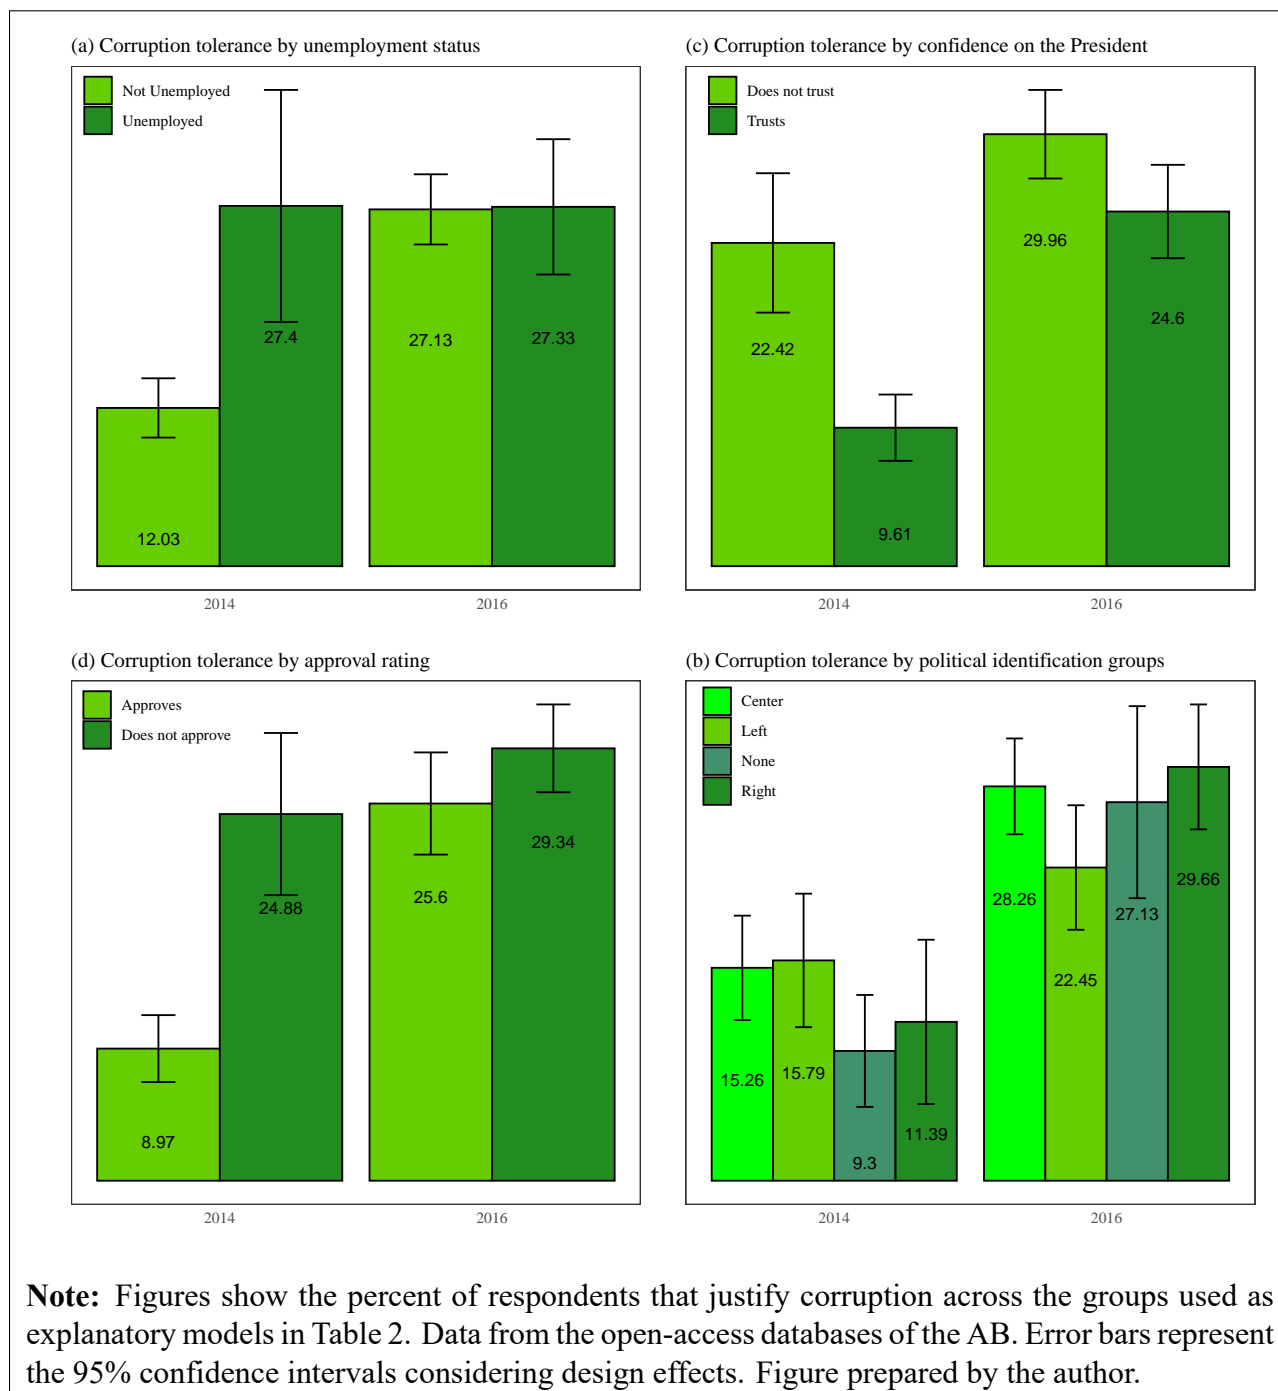 (a) Corruption tolerance by unemployment status
Not Unemployed
Unemployed
12.03
27.4
27.13
27.33
2014
2016
(c) Corruption tolerance by confidence on the President
Does not trust
Trusts
22.42
9.61
29.96
24.6
2014
2016
(d) Corruption tolerance by approval rating
Approves
Does not approve
8.97
24.88
25.6
29.34
2014
2016
(b) Corruption tolerance by political identification groups
Center
Left
None
Right
15.26
15.79
9.3
11.39
28.26
22.45
27.13
29.66
2014
2016
Note: Figures show the percent of respondents that justify corruption across the groups used as
explanatory models in Table 2. Data from the open-access databases of the AB. Error bars represent
the 95% confidence intervals considering design effects. Figure prepared by the author.